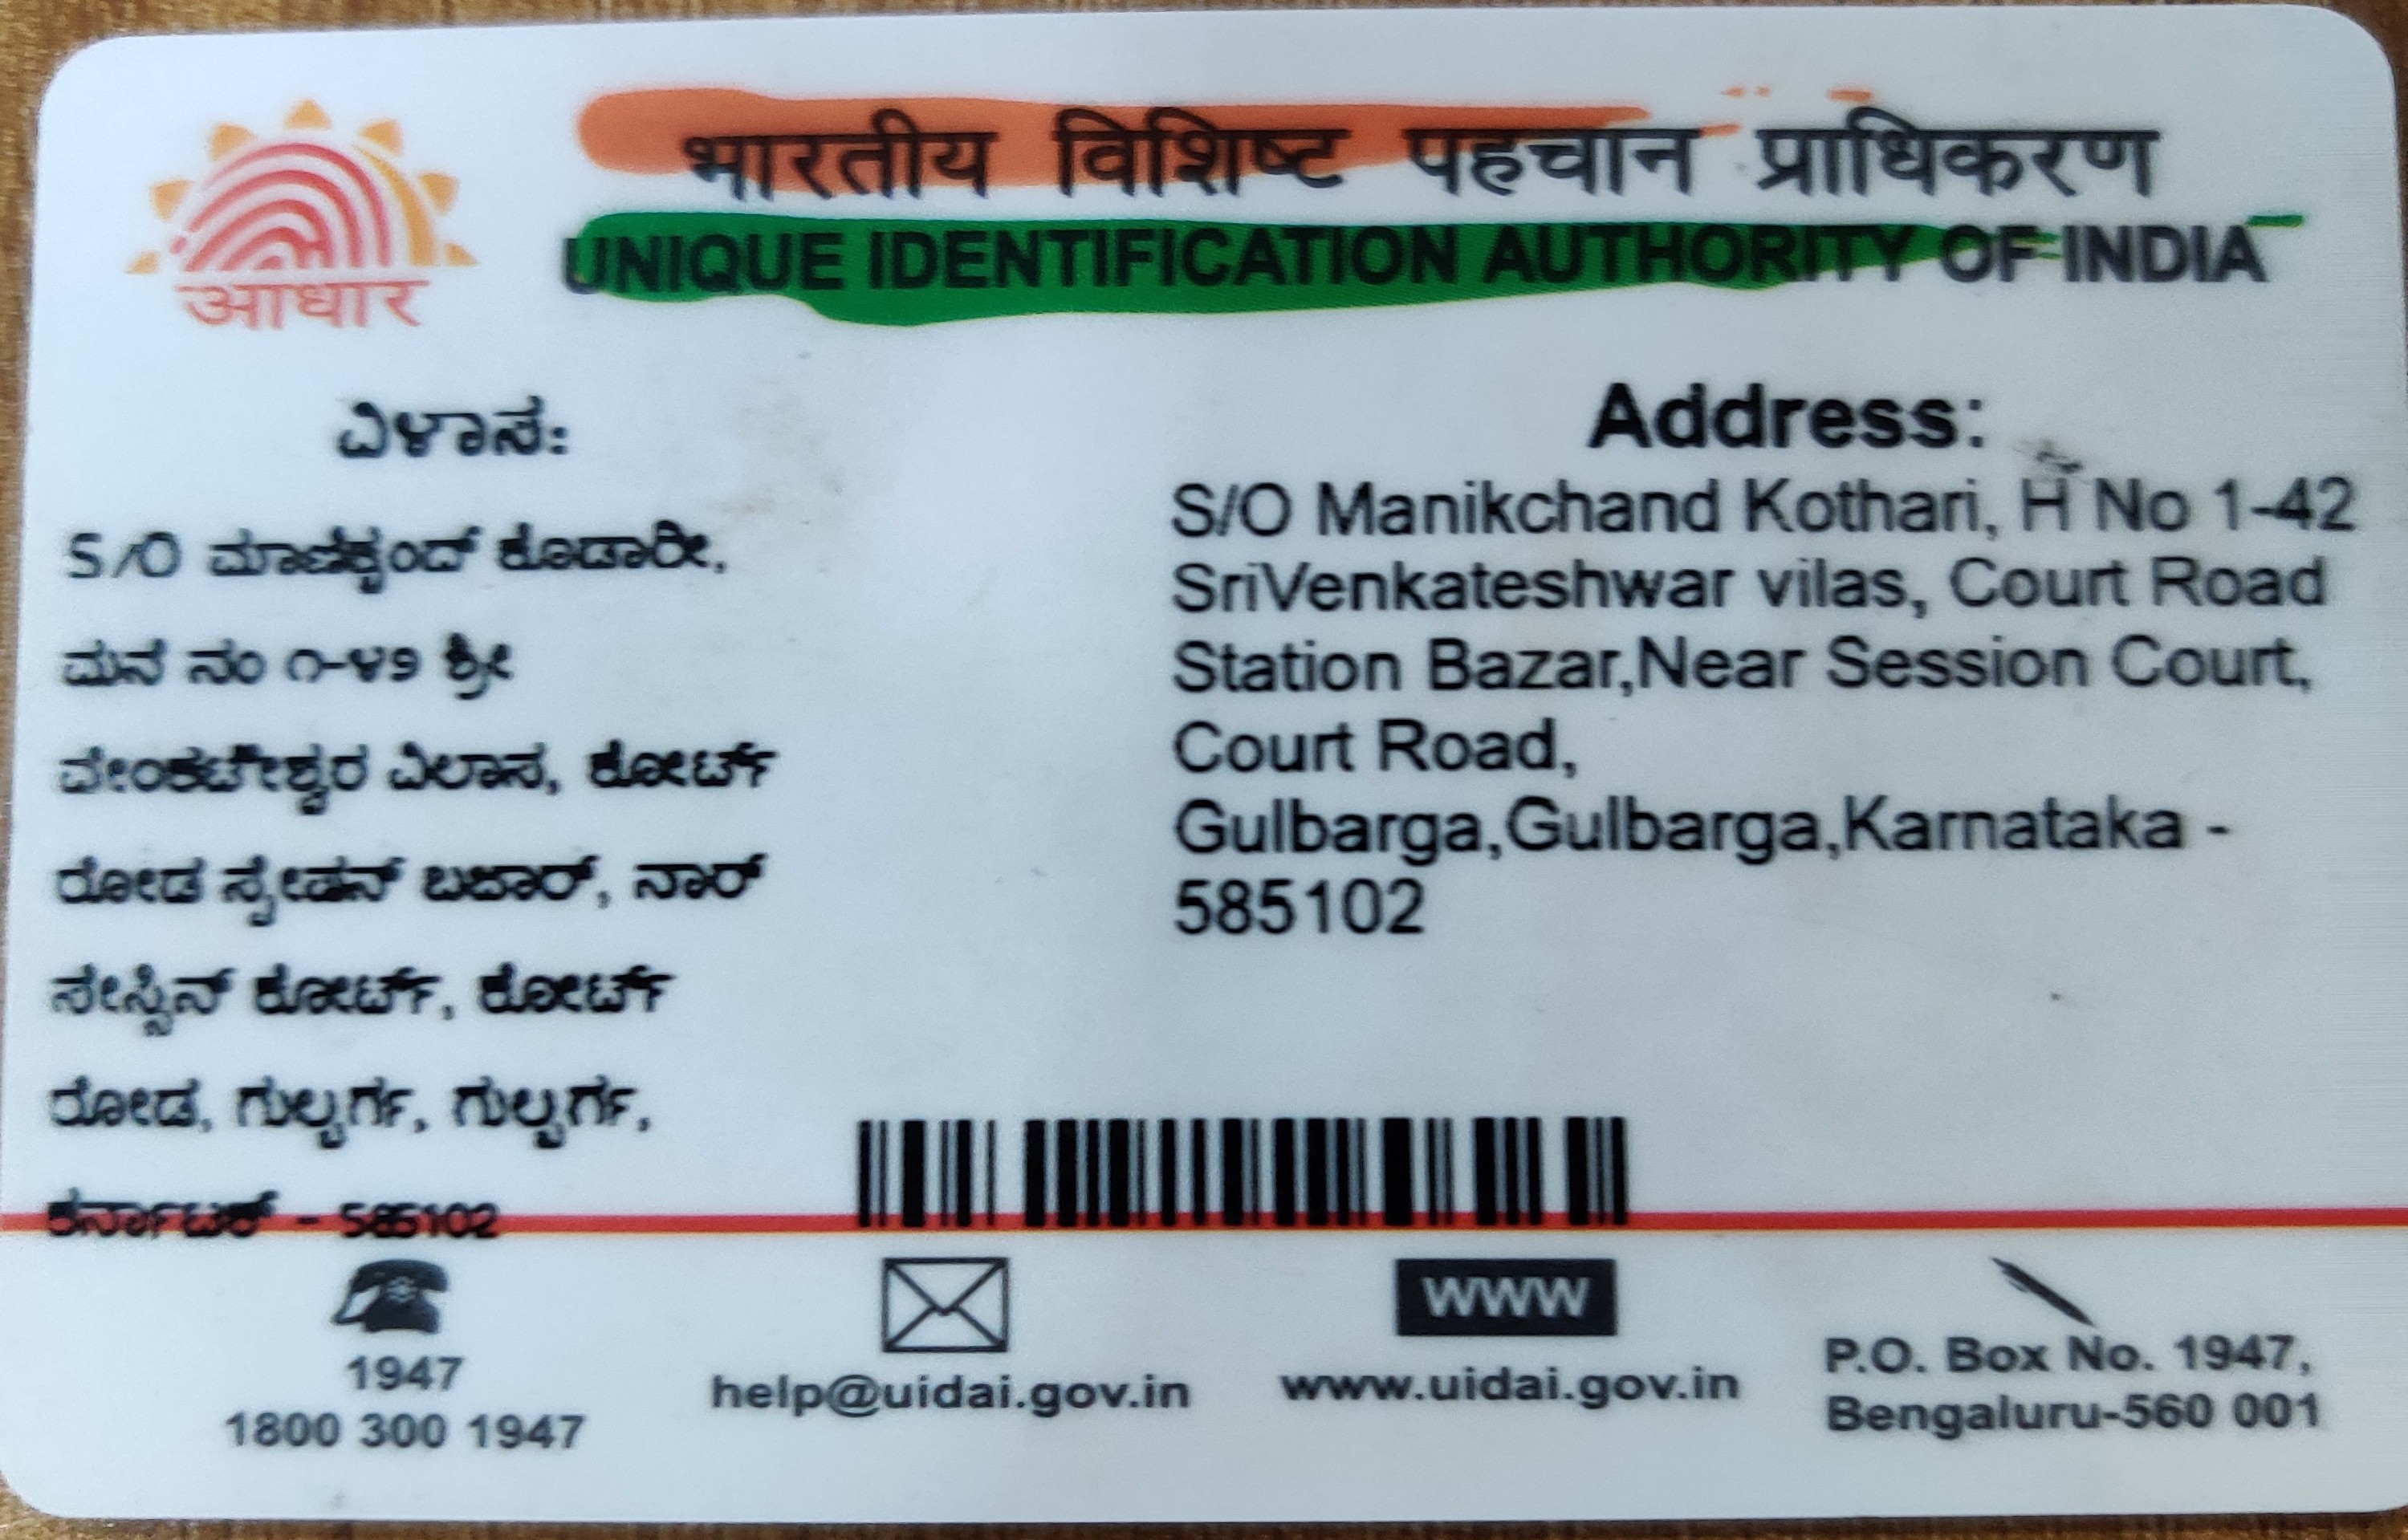 भारतीय विशिष्ट पहचान प्राधिकरण
UNIQUE IDENTIFICATION AUTHORITY OF INDIA
आधार
ವಿಳಾಸ:
S/O ಮಾಣಿಕ್ಚಂದ್ ಕೊಡಾರೀ,
ಮನೆ ನಂ ೧-೪೨ ಶ್ರೀ
ವೇಂಕಟೇಶ್ವರ ವಿಲಾಸ, ಕೋರ್ಟ್
ರೋಡ ಸ್ಟೇಷನ್ ಬಜಾರ್, ನಾರ್
ಸೇಸ್ಸಿನ್ ಕೋರ್ಟ್, ಕೋರ್ಟ್
ರೋಡ, ಗುಲ್ಬರ್ಗ, ಗುಲ್ಬರ್ಗ,
ಕರ್ನಾಟಕ್ - 585102
Address:
S/O Manikchand Kothari, H No 1-42
SriVenkateshwar vilas, Court Road
Station Bazar,Near Session Court,
Court Road,
Gulbarga,Gulbarga,Karnataka -
585102
1947
1800 300 1947
help@uidai.gov.in
WWW
www.uidai.gov.in
P.O. Box No. 1947,
Bengaluru-560 001